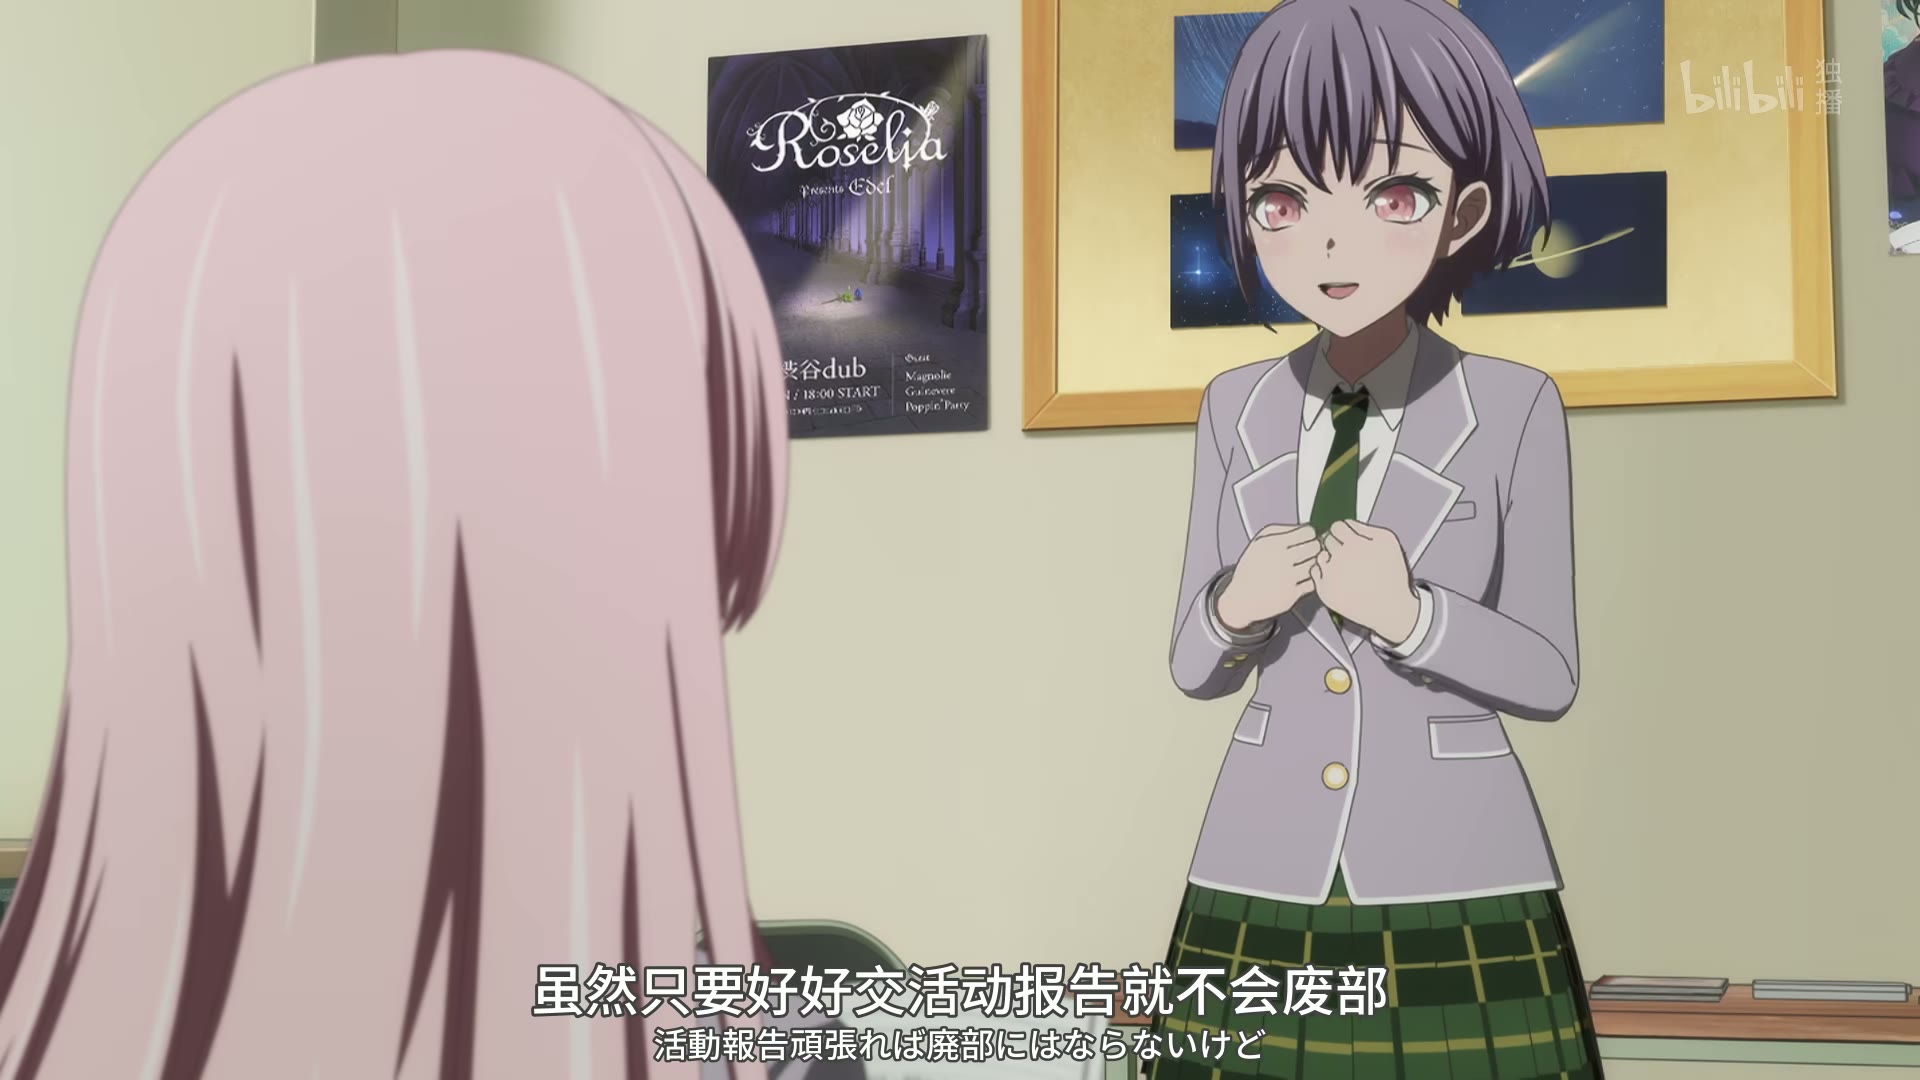 Roselia
Presents Edel
渋谷dub
18:00 START
Guest
Magnolie
Guinevere
Poppin'Party
bilibili 独播
虽然只要好好交活动报告就不会废部
活動報告頑張れば廃部にはならないけど